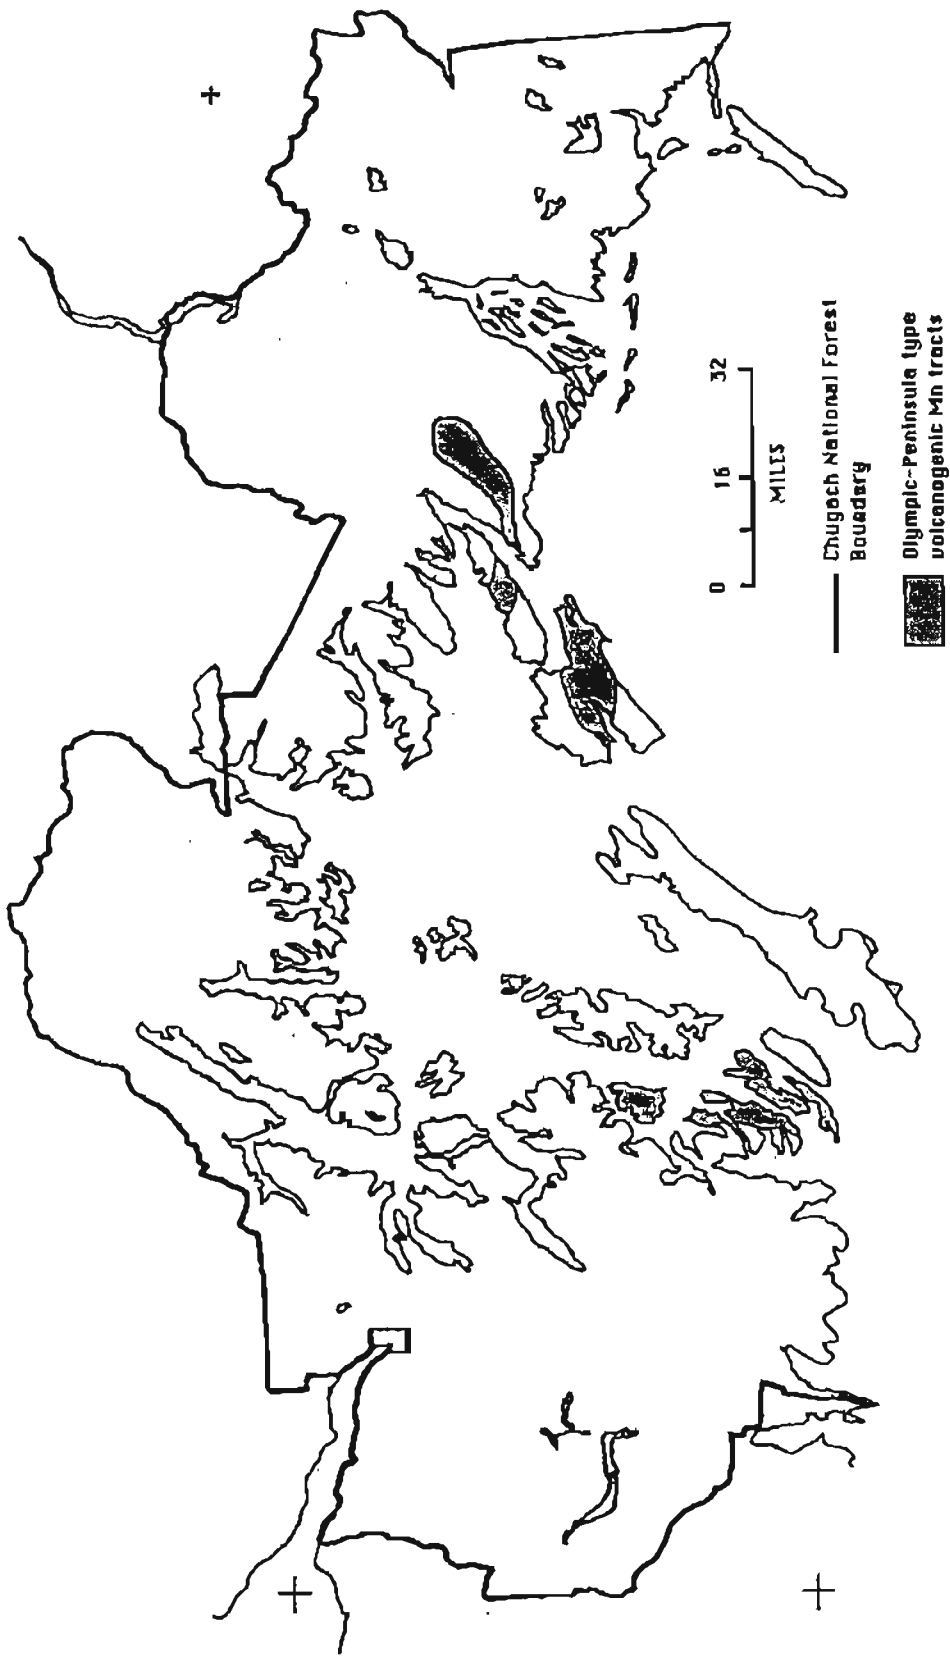 0 16 32
MILES
Chugach National Forest
Boundary
Olympic-Peninsula type
volcanogenic Mn tracts